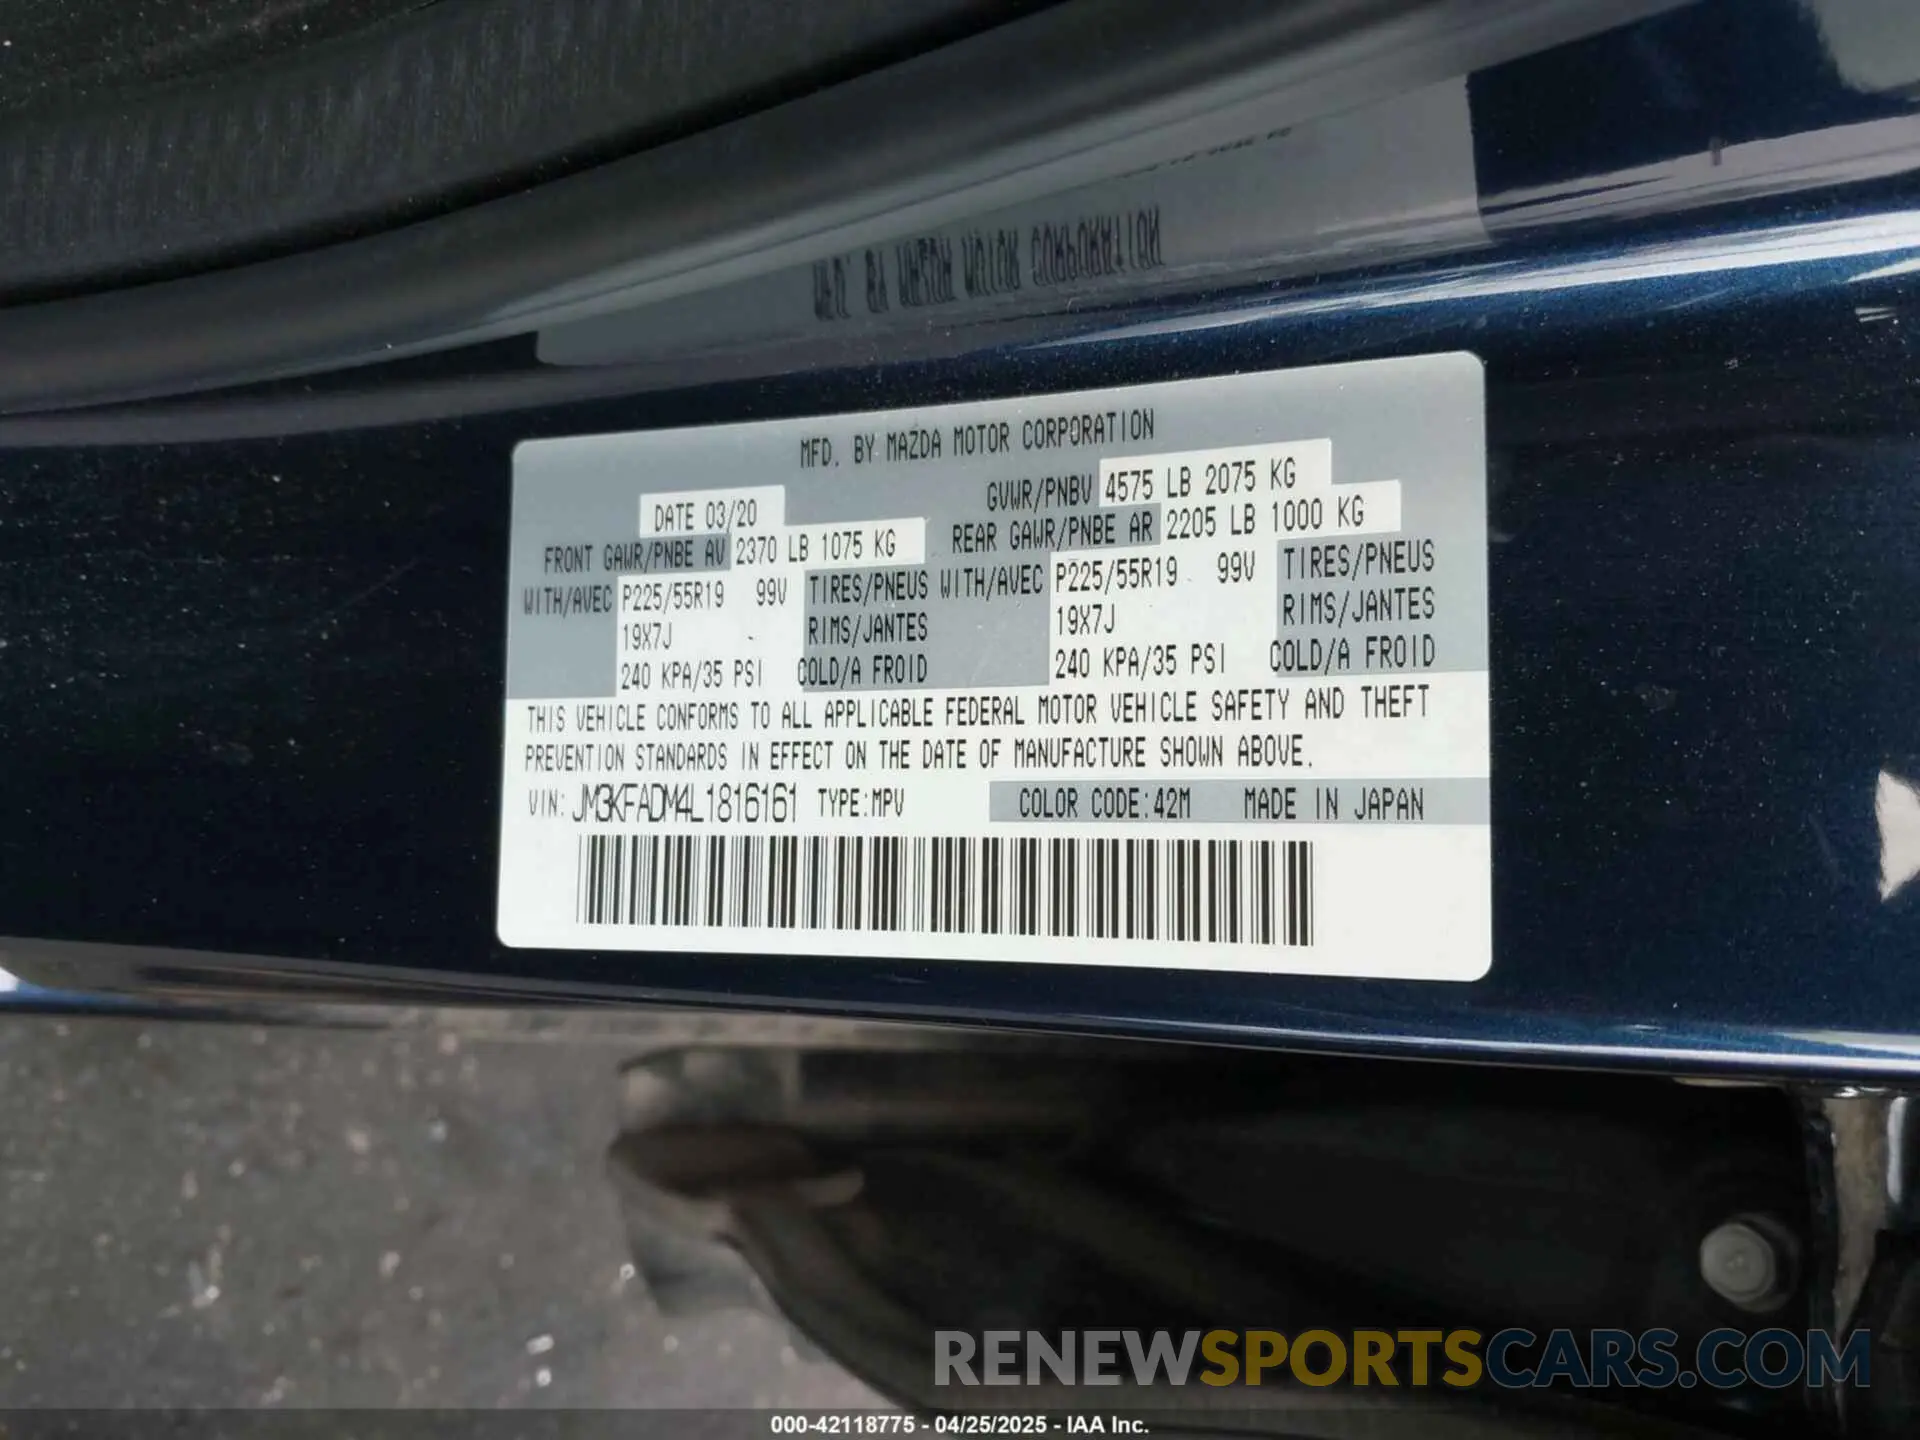 MFD. BY MAZDA MOTOR CORPORATION
DATE 03/20 GVWR/PNBV 4575 LB 2075 KG
FRONT GAWR/PNBE AV 2370 LB 1075 KG REAR GAWR/PNBE AR 2205 LB 1000 KG
WITH/AVEC P225/55R19 99V TIRES/PNEUS WITH/AVEC P225/55R19 99V TIRES/PNEUS
19X7J RIMS/JANTES 19X7J RIMS/JANTES
240 KPA/35 PSI COLD/A FROID 240 KPA/35 PSI COLD/A FROID
THIS VEHICLE CONFORMS TO ALL APPLICABLE FEDERAL MOTOR VEHICLE SAFETY AND THEFT
PREVENTION STANDARDS IN EFFECT ON THE DATE OF MANUFACTURE SHOWN ABOVE.
VIN: JM3KFADM4L1816161 TYPE:MPV COLOR CODE:42M MADE IN JAPAN
RENEWSPORTSCARS.COM
000-42118775 - 04/25/2025 - IAA Inc.